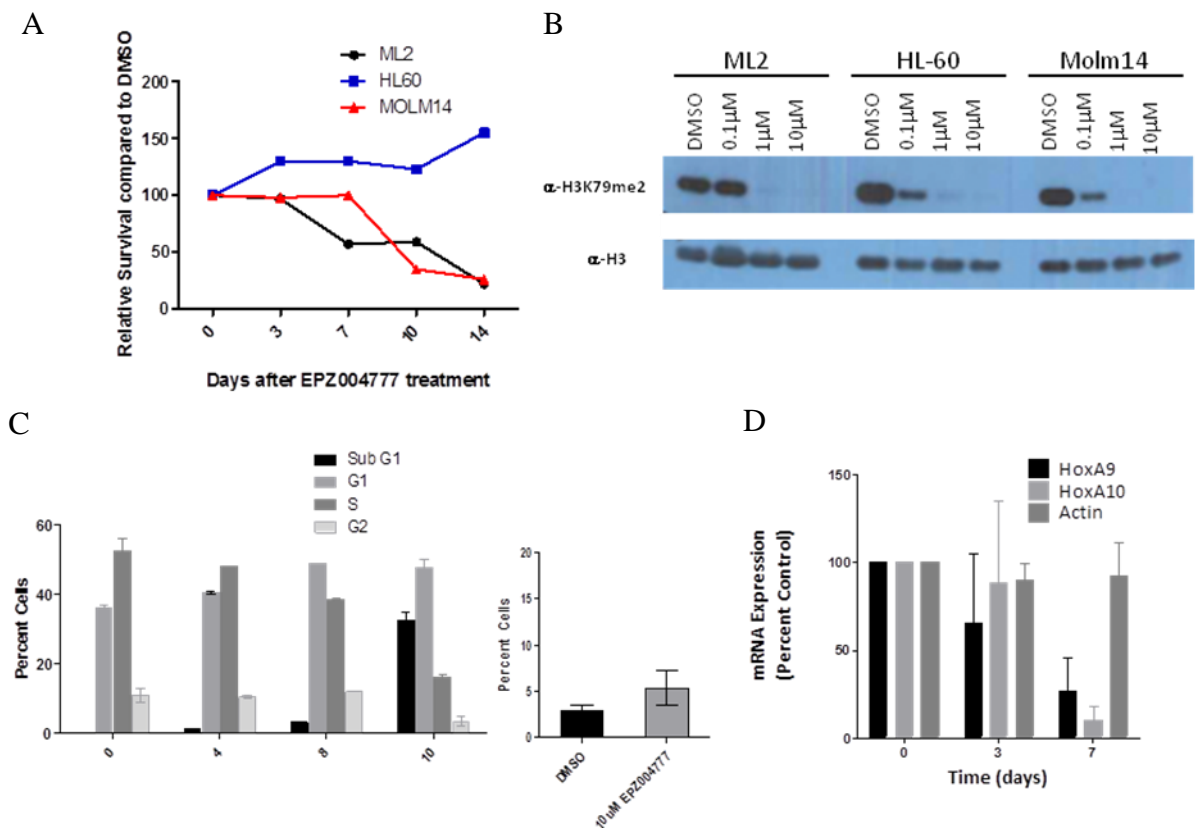 A
ML2
HL60
MOLM14
Relative Survival compared to DMSO
200
150
100
50
0
0
3
7
10
14
Days after EPZ004777 treatment
B
ML2
HL-60
Molm14
DMSO
0.1µM
1µM
10µM
DMSO
0.1µM
1µM
10µM
DMSO
0.1µM
1µM
10µM
α-H3K79me2
α-H3
C
Sub G1
G1
S
G2
Percent Cells
60
40
20
0
0
4
8
10
Percent Cells
20
15
10
5
0
DMSO
10uM EPZ004777
D
HoxA9
HoxA10
Actin
mRNA Expression
(Percent Control)
150
100
50
0
0
3
7
Time (days)